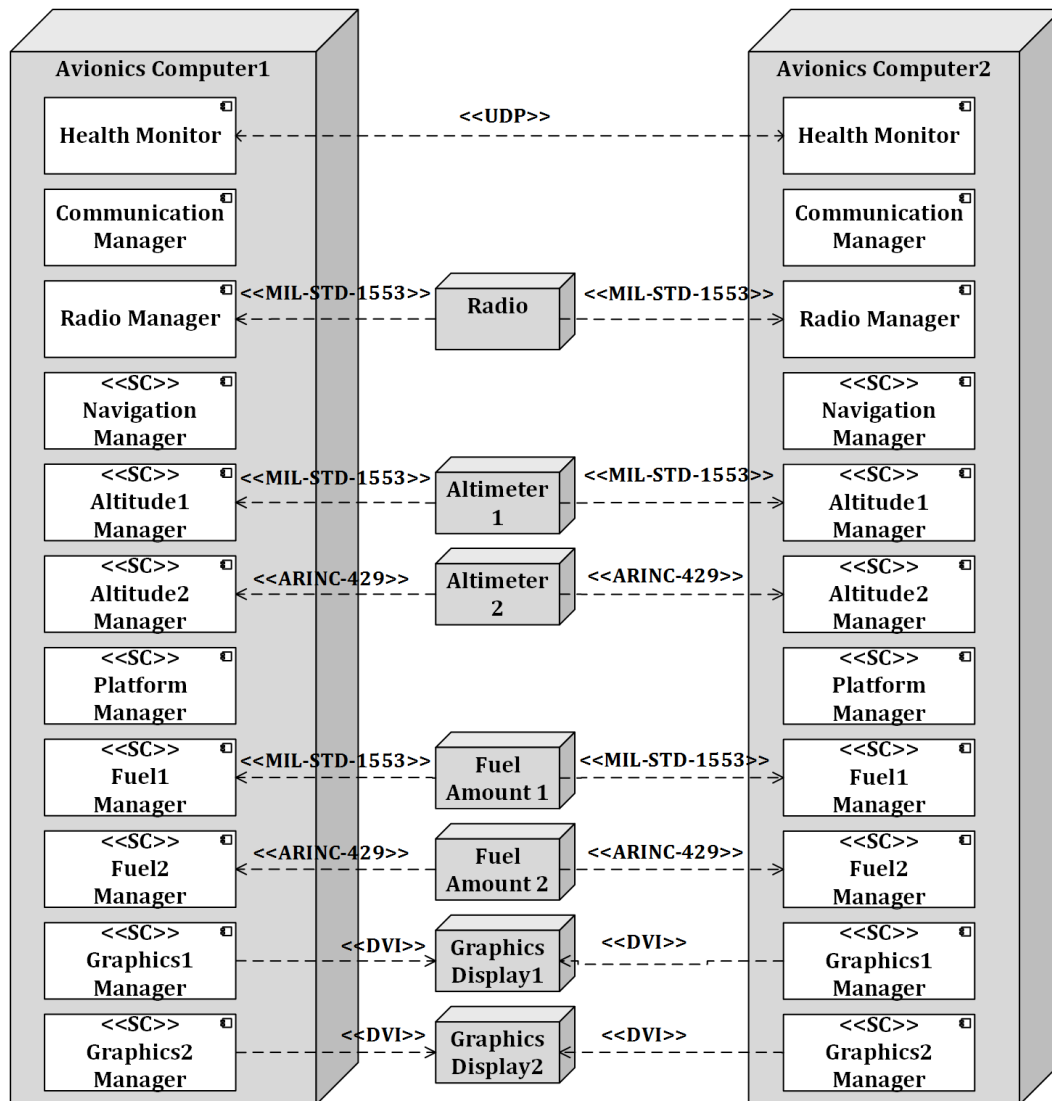 Avionics Computer1
Avionics Computer2
Health Monitor
<<UDP>>
Health Monitor
Communication
Manager
Communication
Manager
Radio Manager
<<MIL-STD-1553>>
Radio
<<MIL-STD-1553>>
Radio Manager
<<SC>>
Navigation
Manager
<<SC>>
Navigation
Manager
<<SC>>
Altitude1
Manager
<<MIL-STD-1553>>
Altimeter
1
<<MIL-STD-1553>>
<<SC>>
Altitude1
Manager
<<SC>>
Altitude2
Manager
<<ARINC-429>>
Altimeter
2
<<ARINC-429>>
<<SC>>
Altitude2
Manager
<<SC>>
Platform
Manager
<<SC>>
Platform
Manager
<<SC>>
Fuel1
Manager
<<MIL-STD-1553>>
Fuel
Amount 1
<<MIL-STD-1553>>
<<SC>>
Fuel1
Manager
<<SC>>
Fuel2
Manager
<<ARINC-429>>
Fuel
Amount 2
<<ARINC-429>>
<<SC>>
Fuel2
Manager
<<SC>>
Graphics1
Manager
<<DVI>>
Graphics
Display1
<<DVI>>
<<SC>>
Graphics1
Manager
<<SC>>
Graphics2
Manager
<<DVI>>
Graphics
Display2
<<DVI>>
<<SC>>
Graphics2
Manager